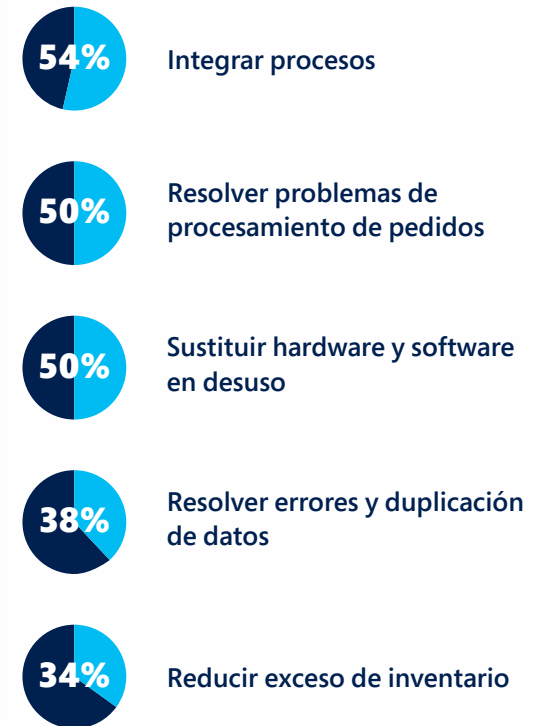 54%
Integrar procesos
50%
Resolver problemas de
procesamiento de pedidos
50%
Sustituir hardware y software
en desuso
38%
Resolver errores y duplicación
de datos
34%
Reducir exceso de inventario